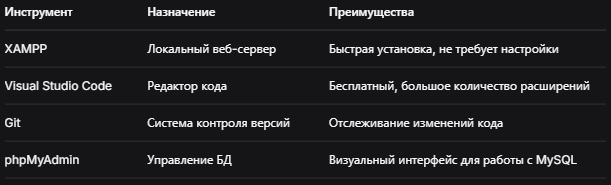 Инструмент Назначение Преимущества
XAMPP Локальный веб-сервер Быстрая установка, не требует настройки
Visual Studio Code Редактор кода Бесплатный, большое количество расширений
Git Система контроля версий Отслеживание изменений кода
phpMyAdmin Управление БД Визуальный интерфейс для работы с MySQL